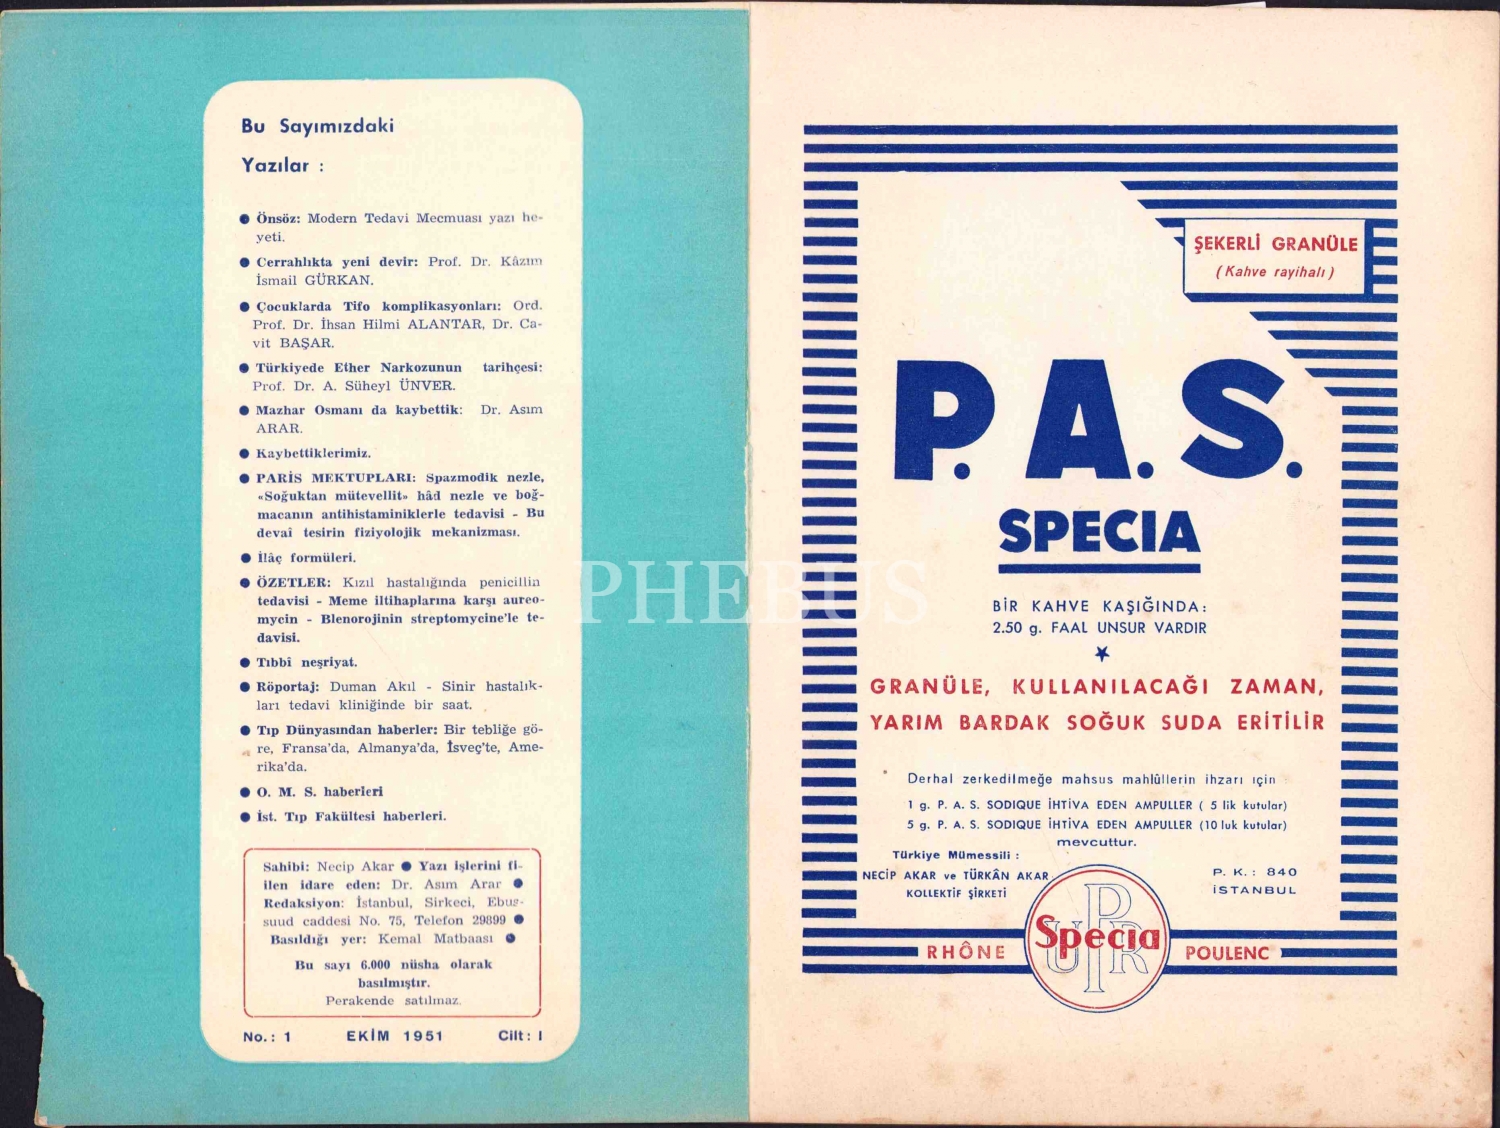 Bu Sayımızdaki
Yazılar :
● Önsöz: Modern Tedavi Mecmuası yazı he-
yeti.
● Cerrahlıkta yeni devir: Prof. Dr. Kâzım
İsmail GÜRKAN.
● Çocuklarda Tifo komplikasyonları: Ord.
Prof. Dr. İhsan Hilmi ALANTAR, Dr. Ca-
vit BAŞAR.
● Türkiyede Ether Narkozunun tarihçesi:
Prof. Dr. A. Süheyl ÜNVER.
● Mazhar Osmanı da kaybettik: Dr. Asım
ARAR.
● Kaybettiklerimiz.
● PARİS MEKTUPLARI: Spazmodik nezle,
«Soğuktan mütevellit» hâd nezle ve boğ-
macanın antihistaminiklerle tedavisi - Bu
devaî tesirin fiziyolojik mekanizması.
● İlâç formüleri.
● ÖZETLER: Kızıl hastalığında penicillin
tedavisi - Meme iltihaplarına karşı aureo-
mycin - Blenorojinin streptomycine'le te-
davisi.
● Tıbbî neşriyat.
● Röportaj: Duman Akıl - Sinir hastalık-
ları tedavi kliniğinde bir saat.
● Tıp Dünyasından haberler: Bir tebliğe gö-
re, Fransa'da, Almanya'da, İsveç'te, Ame-
rika'da.
● O. M. S. haberleri
● İst. Tıp Fakültesi haberleri.
Sahibi: Necip Akar ● Yazı işlerini fi-
ilen idare eden: Dr. Asım Arar ●
Redaksiyon: İstanbul, Sirkeci, Ebus-
suud caddesi No. 75, Telefon 29899 ●
Basıldığı yer: Kemal Matbaası ●
Bu sayı 6.000 nüsha olarak
basılmıştır.
Perakende satılmaz.
No.: 1 EKİM 1951 Cilt: I
PHEBUS
ŞEKERLİ GRANÜLE
(Kahve rayihalı)
P.A.S.
SPECIA
BİR KAHVE KAŞIĞINDA:
2.50 g. FAAL UNSUR VARDIR
GRANÜLE, KULLANILACAĞI ZAMAN,
YARIM BARDAK SOĞUK SUDA ERİTİLİR
Derhal zerkedilmeğe mahsus mahlûllerin ihzarı için
1 g. P. A. S. SODIQUE İHTİVA EDEN AMPULLER ( 5 lik kutular)
5 g. P. A. S. SODIQUE İHTİVA EDEN AMPULLER (10 luk kutular)
mevcuttur.
Türkiye Mümessili :
NECİP AKAR ve TÜRKÂN AKAR
KOLLEKTİF ŞİRKETİ
P. K. : 840
İSTANBUL
RHÔNE Specia POULENC
UPR